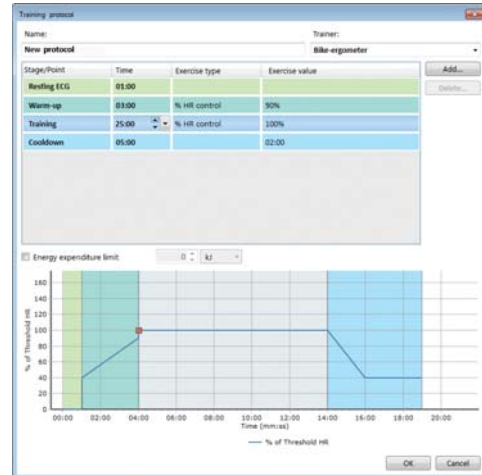 Training protocol
Name: Trainer:
New protocol Bike-ergometer
Stage/Point Time Exercise type Exercise value Add...
Resting ECG 01:00 Delete...
Warm-up 03:00 % HR control 90%
Training 25:00 % HR control 100%
Cooldown 05:00 02:00
Energy expenditure limit 0 kJ
160
140
120
100
80
60
40
20
0
% of Threshold HR
00:00 02:00 04:00 06:00 08:00 10:00 12:00 14:00 16:00 18:00 20:00
Time (mm:ss)
% of Threshold HR
OK Cancel